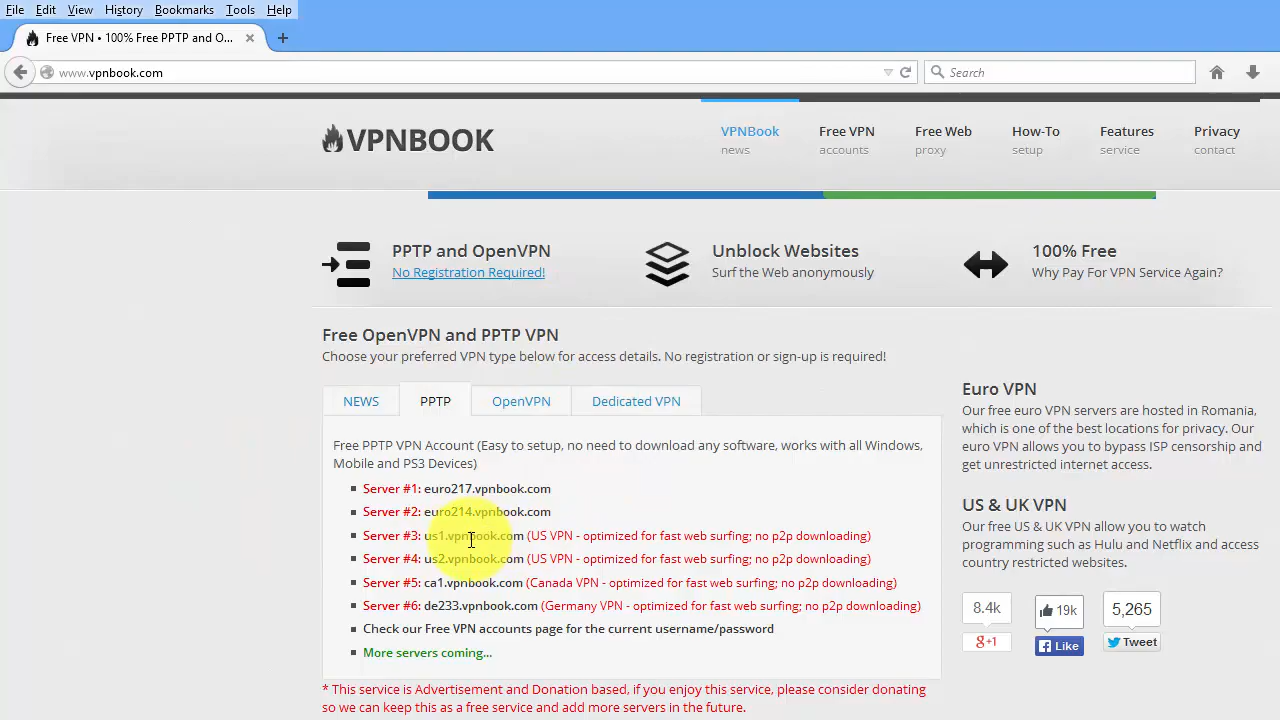 File Edit View History Bookmarks Tools Help
Free VPN • 100% Free PPTP and O...
www.vpnbook.com
Search
VPNBOOK
VPNBook Free VPN Free Web How-To Features Privacy
news accounts proxy setup service contact
PPTP and OpenVPN
No Registration Required!
Unblock Websites
Surf the Web anonymously
100% Free
Why Pay For VPN Service Again?
Free OpenVPN and PPTP VPN
Choose your preferred VPN type below for access details. No registration or sign-up is required!
NEWS PPTP OpenVPN Dedicated VPN
Free PPTP VPN Account (Easy to setup, no need to download any software, works with all Windows,
Mobile and PS3 Devices)
Server #1: euro217.vpnbook.com
Server #2: euro214.vpnbook.com
Server #3: us1.vpnbook.com (US VPN - optimized for fast web surfing; no p2p downloading)
Server #4: us2.vpnbook.com (US VPN - optimized for fast web surfing; no p2p downloading)
Server #5: ca1.vpnbook.com (Canada VPN - optimized for fast web surfing; no p2p downloading)
Server #6: de233.vpnbook.com (Germany VPN - optimized for fast web surfing; no p2p downloading)
Check our Free VPN accounts page for the current username/password
More servers coming...
* This service is Advertisement and Donation based, if you enjoy this service, please consider donating
so we can keep this as a free service and add more servers in the future.
Euro VPN
Our free euro VPN servers are hosted in Romania,
which is one of the best locations for privacy. Our
euro VPN allows you to bypass ISP censorship and
get unrestricted internet access.
US & UK VPN
Our free US & UK VPN allow you to watch
programming such as Hulu and Netflix and access
country restricted websites.
8.4k 19k 5,265
g+1 Like Tweet